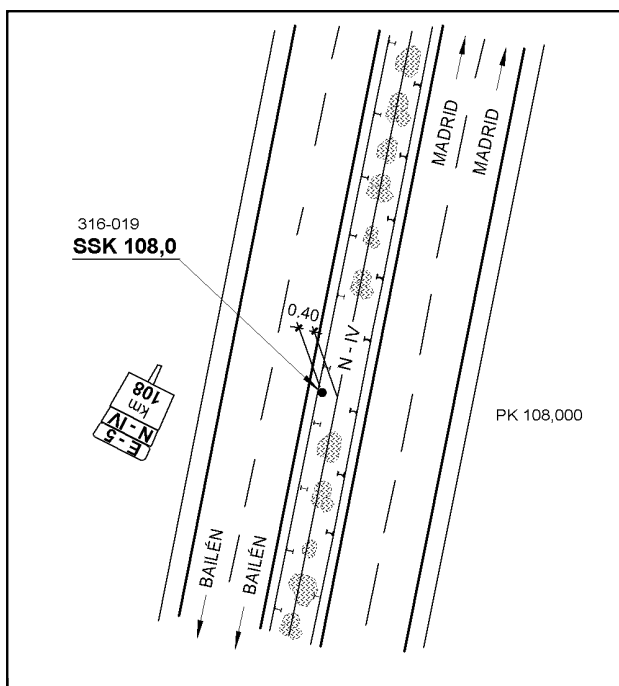 MADRID
MADRID
316-019
SSK 108,0
0,40
N - IV
PK 108,000
E - 5
N - IV
km
108
BAILÉN
BAILÉN